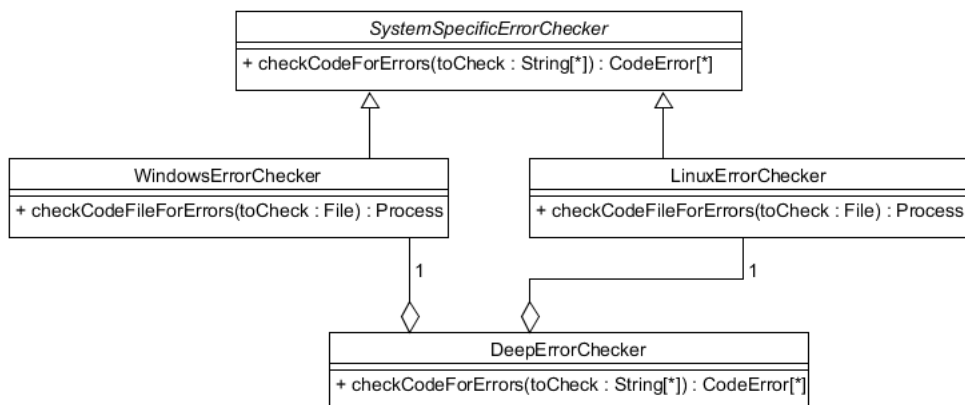 SystemSpecificErrorChecker
+ checkCodeForErrors(toCheck : String[*]) : CodeError[*]
WindowsErrorChecker
+ checkCodeFileForErrors(toCheck : File) : Process
LinuxErrorChecker
+ checkCodeFileForErrors(toCheck : File) : Process
1
1
DeepErrorChecker
+ checkCodeForErrors(toCheck : String[*]) : CodeError[*]